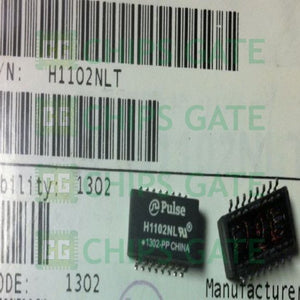 /N: H1102NLT
CHIPS GATE
CHIPS GATE
bility: 1302
CHIPS GATE
Pulse
H1102NL
1302-PP CHINA
CHIPS GATE
ODE: 1302
Manufacturer